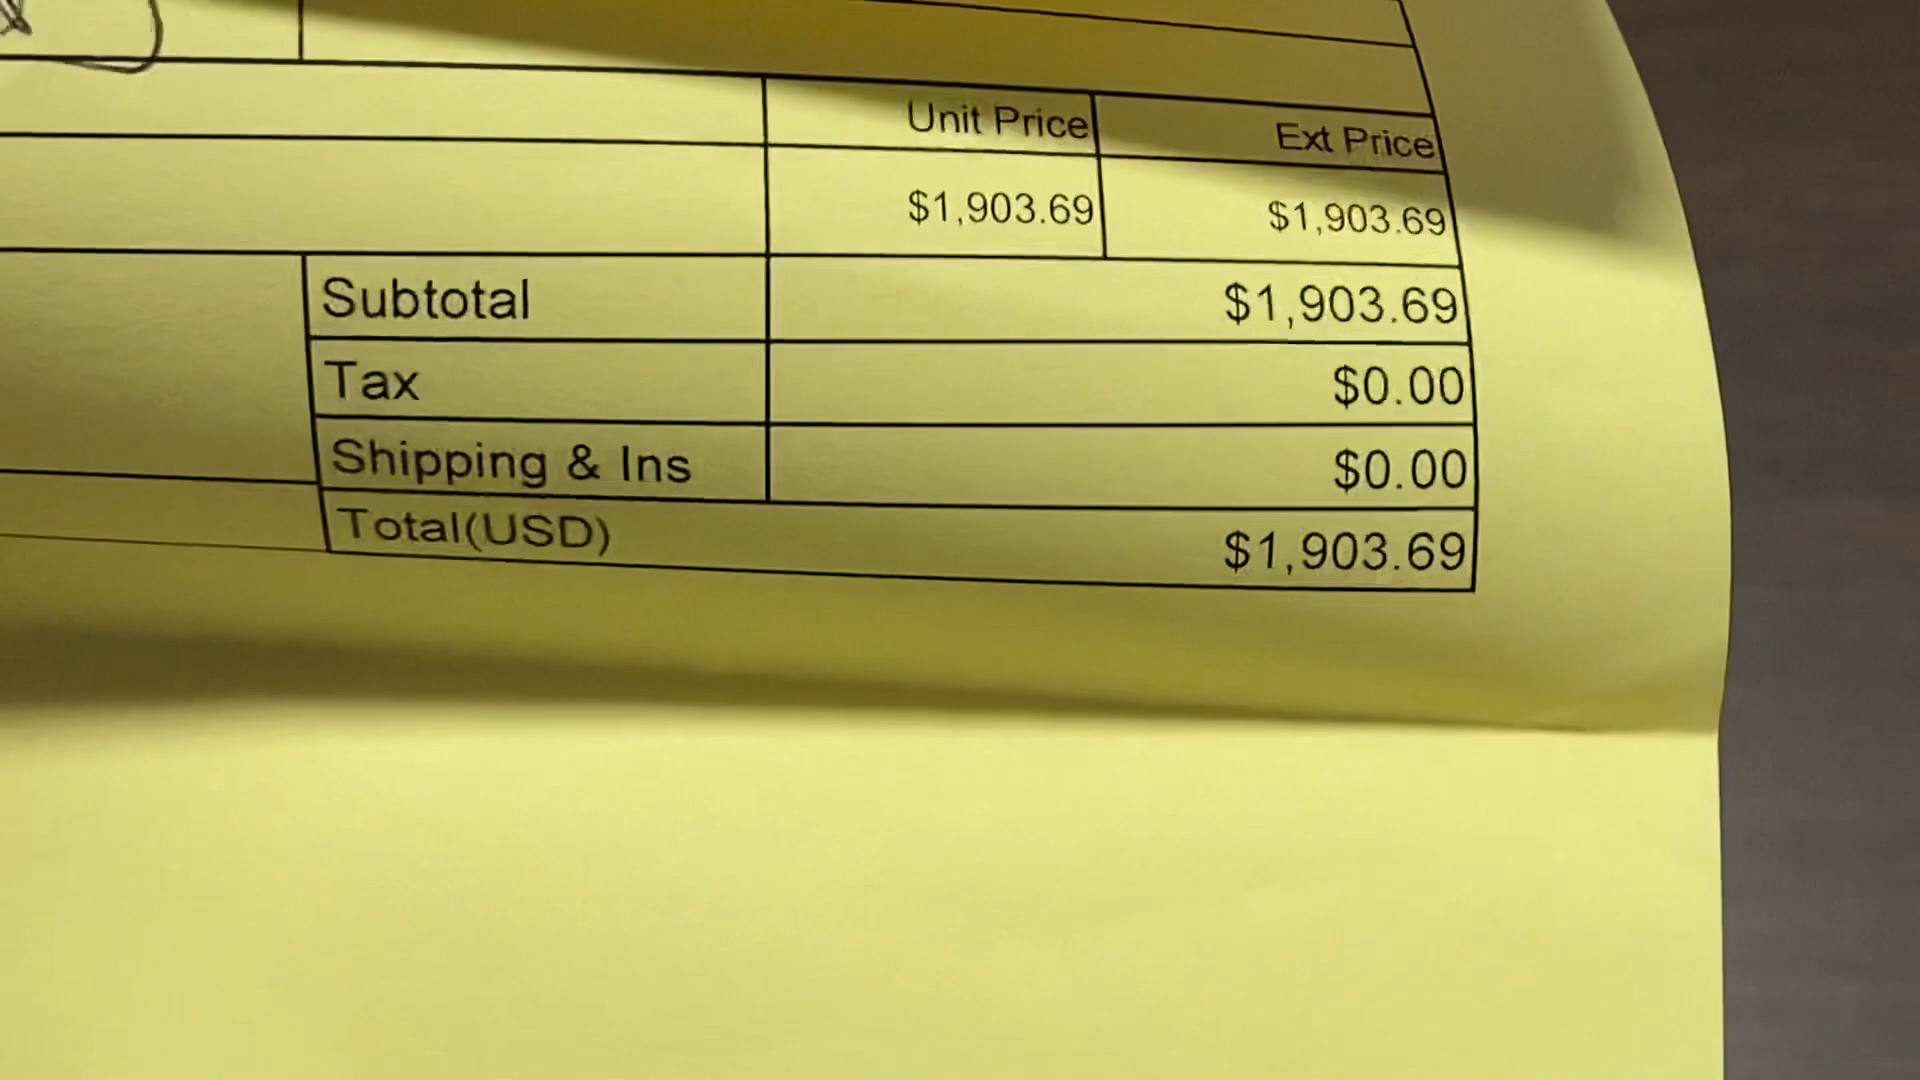 Unit Price Ext Price
$1,903.69 $1,903.69
Subtotal $1,903.69
Tax $0.00
Shipping & Ins $0.00
Total(USD) $1,903.69